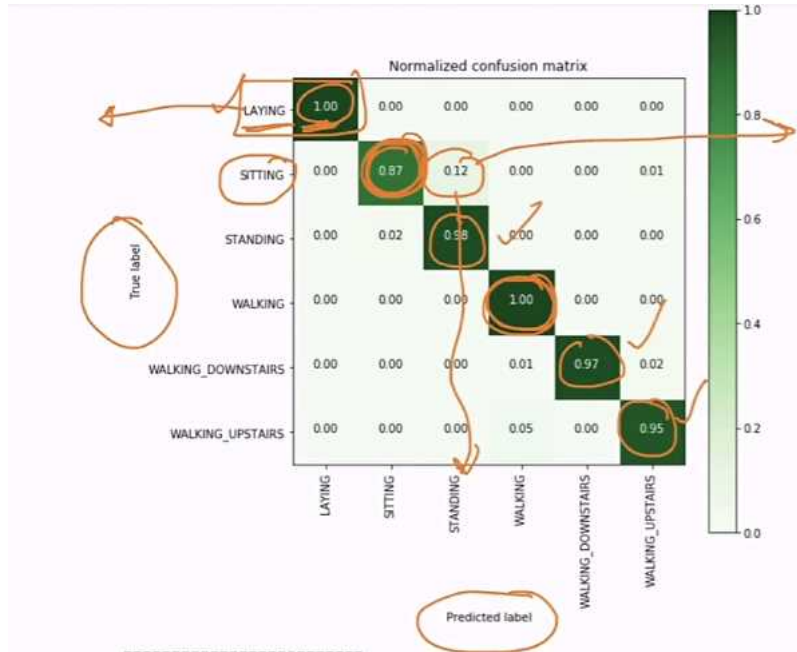 Normalized confusion matrix
LAYING 1.00 0.00 0.00 0.00 0.00 0.00
SITTING 0.00 0.87 0.12 0.00 0.00 0.01
STANDING 0.00 0.02 0.98 0.00 0.00 0.00
WALKING 0.00 0.00 0.00 1.00 0.00 0.00
WALKING_DOWNSTAIRS 0.00 0.00 0.00 0.01 0.97 0.02
WALKING_UPSTAIRS 0.00 0.00 0.00 0.05 0.00 0.95
True label
LAYING
SITTING
STANDING
WALKING
WALKING_DOWNSTAIRS
WALKING_UPSTAIRS
Predicted label
1.0
0.8
0.6
0.4
0.2
0.0